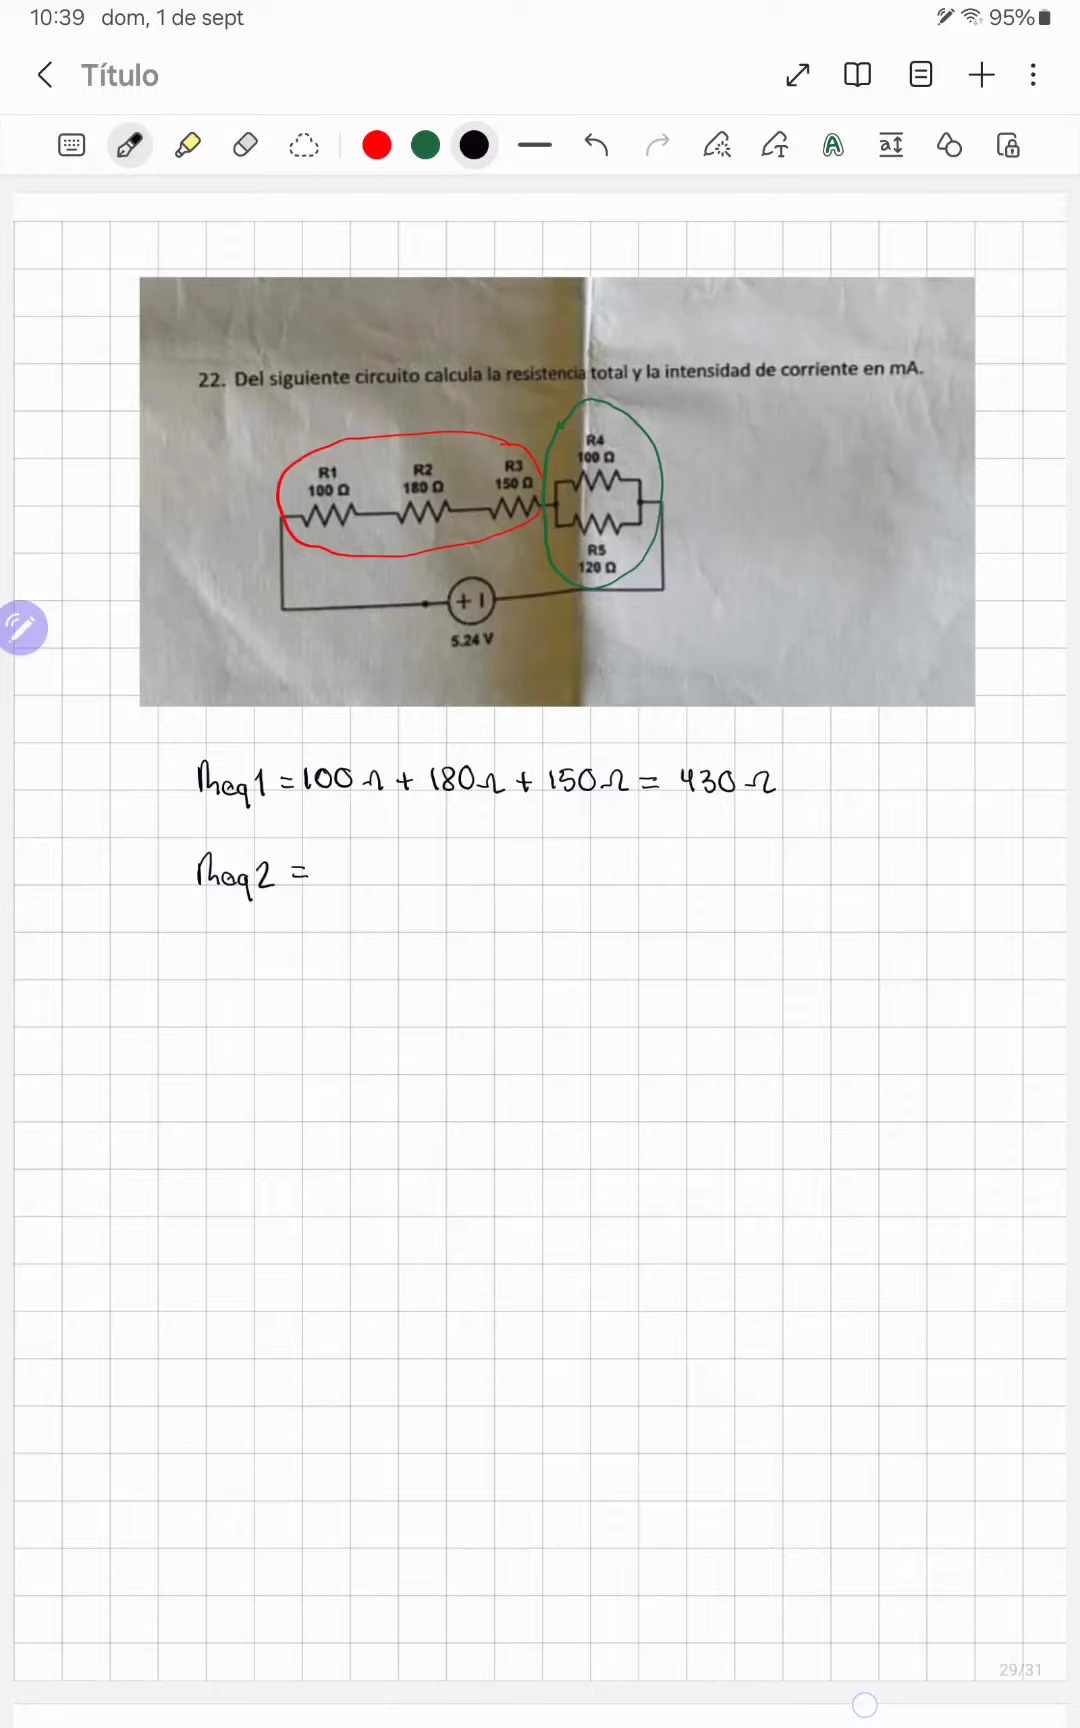 10:39 dom, 1 de sept 95%
Título
22. Del siguiente circuito calcula la resistencia total y la intensidad de corriente en mA.
R1
100 Ω
R2
180 Ω
R3
150 Ω
R4
100 Ω
R5
120 Ω
+ I
5.24 V
Req1 = 100 Ω + 180 Ω + 150 Ω = 430 Ω
Req2 =
29/31